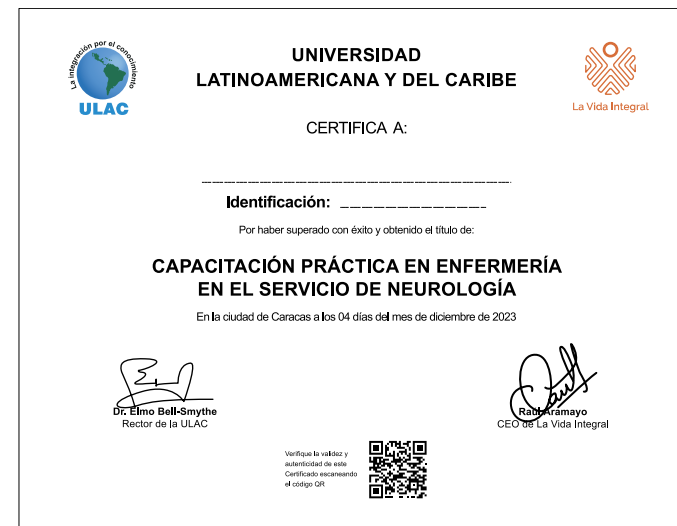 La integración por el conocimiento
ULAC
UNIVERSIDAD
LATINOAMERICANA Y DEL CARIBE
La Vida Integral
CERTIFICA A:
Identificación:
Por haber superado con éxito y obtenido el título de:
CAPACITACIÓN PRÁCTICA EN ENFERMERÍA
EN EL SERVICIO DE NEUROLOGÍA
En la ciudad de Caracas a los 04 días del mes de diciembre de 2023
Dr. Elmo Bell-Smythe
Rector de la ULAC
Raúl Aramayo
CEO de La Vida Integral
Verifique la validez y
autenticidad de este
Certificado escaneando
el código QR